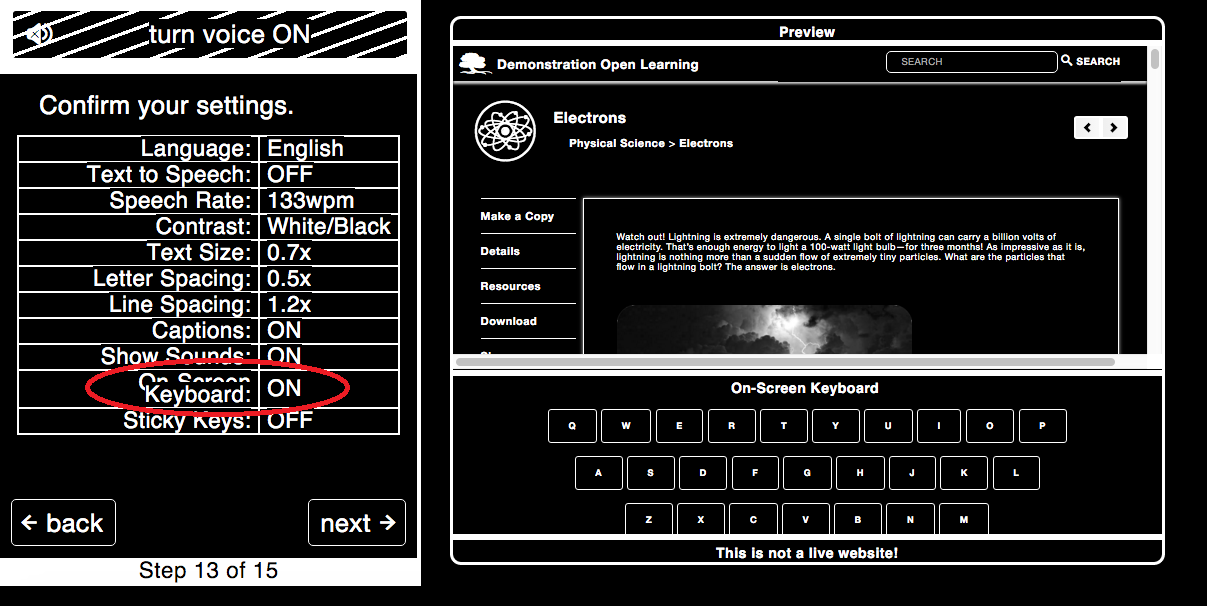 turn voice ON
Confirm your settings.
Language: English
Text to Speech: OFF
Speech Rate: 133wpm
Contrast: White/Black
Text Size: 0.7x
Letter Spacing: 0.5x
Line Spacing: 1.2x
Captions: ON
Show Sounds: ON
On-Screen
Keyboard: ON
Sticky Keys: OFF
← back
next →
Step 13 of 15
Preview
Demonstration Open Learning
SEARCH
SEARCH
Electrons
Physical Science > Electrons
Make a Copy
Details
Resources
Download
Watch out! Lightning is extremely dangerous. A single bolt of lightning can carry a billion volts of
electricity. That's enough energy to light a 100-watt light bulb—for three months! As impressive as it is,
lightning is nothing more than a sudden flow of extremely tiny particles. What are the particles that
flow in a lightning bolt? The answer is electrons.
On-Screen Keyboard
Q W E R T Y U I O P
A S D F G H J K L
Z X C V B N M
This is not a live website!